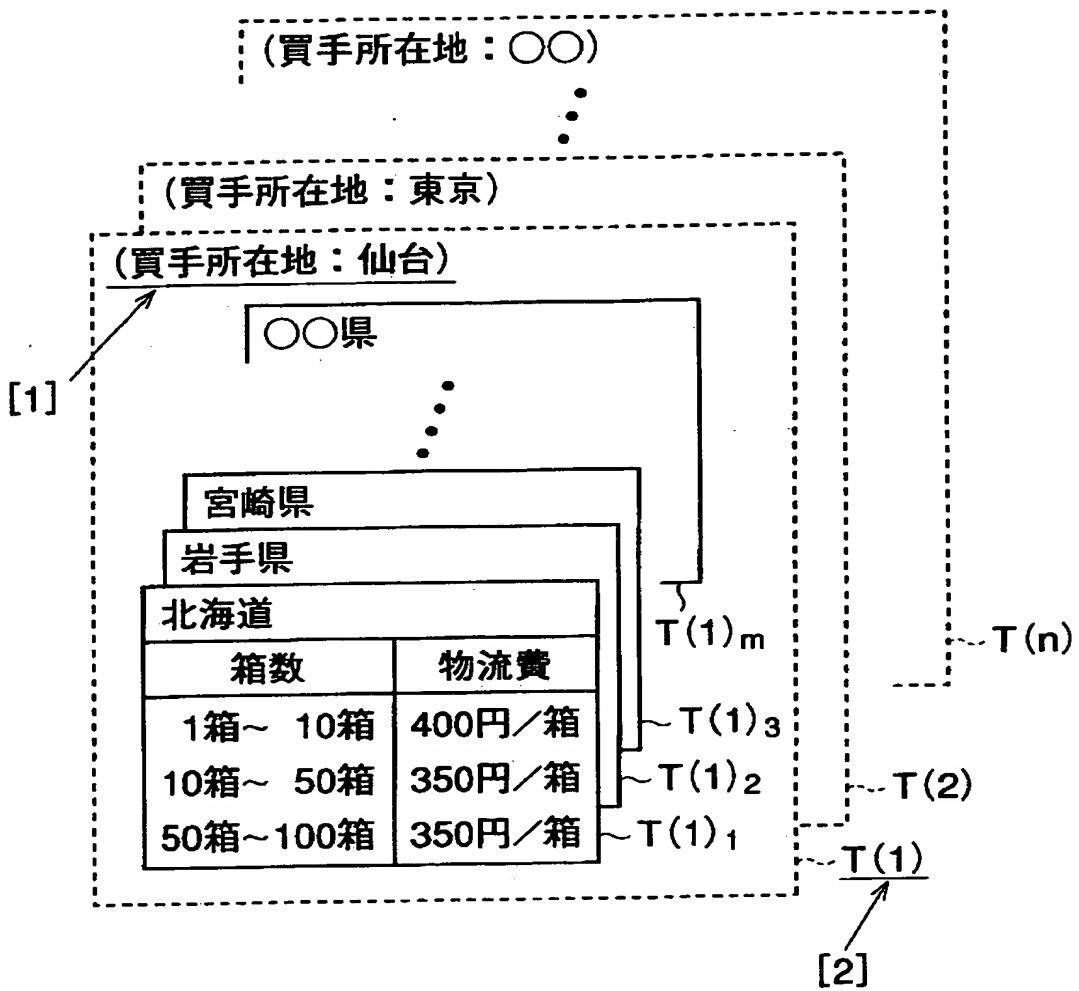 (買手所在地：○○)
(買手所在地：東京)
(買手所在地：仙台)
[1]
○○県
宮崎県
岩手県
北海道
箱数 物流費
1箱～ 10箱 400円／箱
10箱～ 50箱 350円／箱
50箱～100箱 350円／箱
T(1)m
T(n)
T(1)3
T(1)2
T(2)
T(1)1
T(1)
[2]